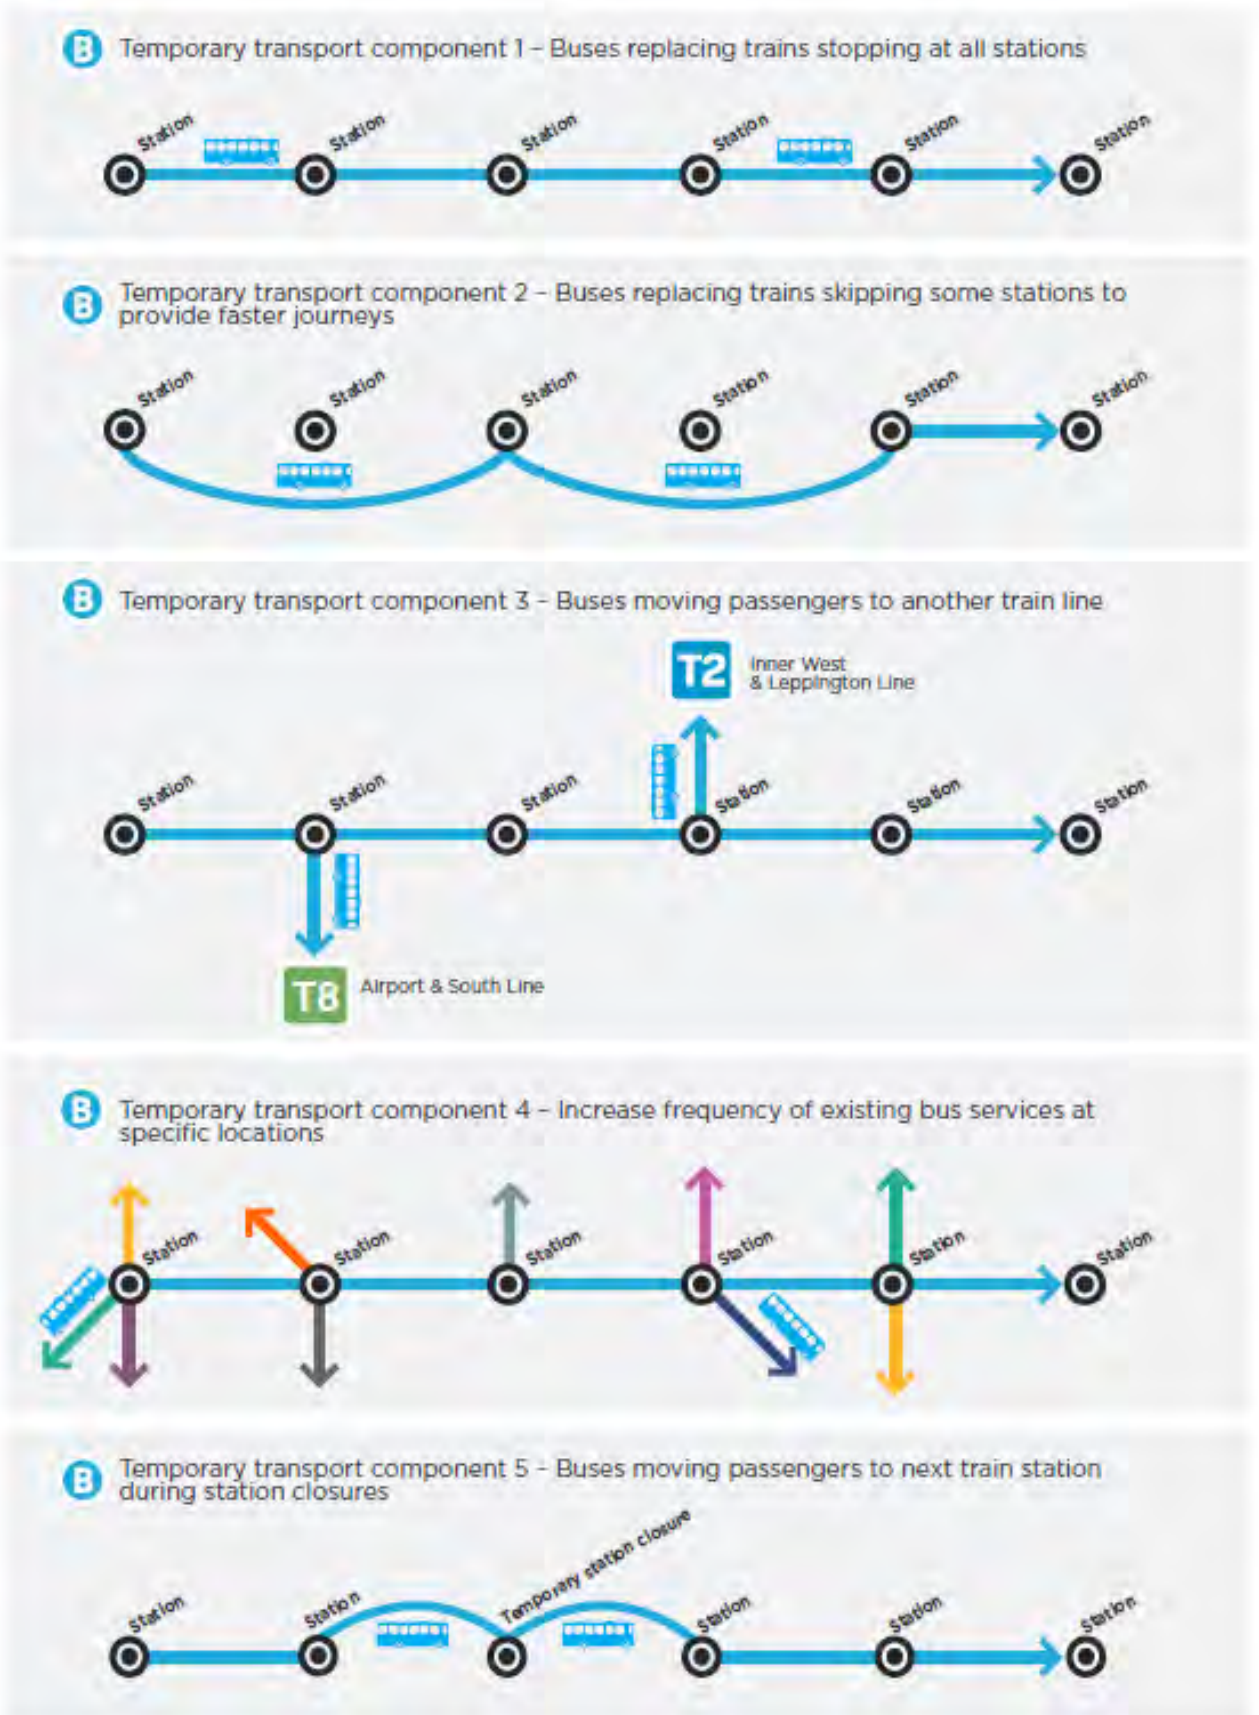 B Temporary transport component 1 – Buses replacing trains stopping at all stations
Station Station Station Station Station Station
B Temporary transport component 2 – Buses replacing trains skipping some stations to
provide faster journeys
Station Station Station Station Station Station
B Temporary transport component 3 – Buses moving passengers to another train line
T2 Inner West
& Leppington Line
Station Station Station Station Station Station
T8 Airport & South Line
B Temporary transport component 4 – Increase frequency of existing bus services at
specific locations
Station Station Station Station Station Station
B Temporary transport component 5 – Buses moving passengers to next train station
during station closures
Station Station Temporary station closure Station Station Station